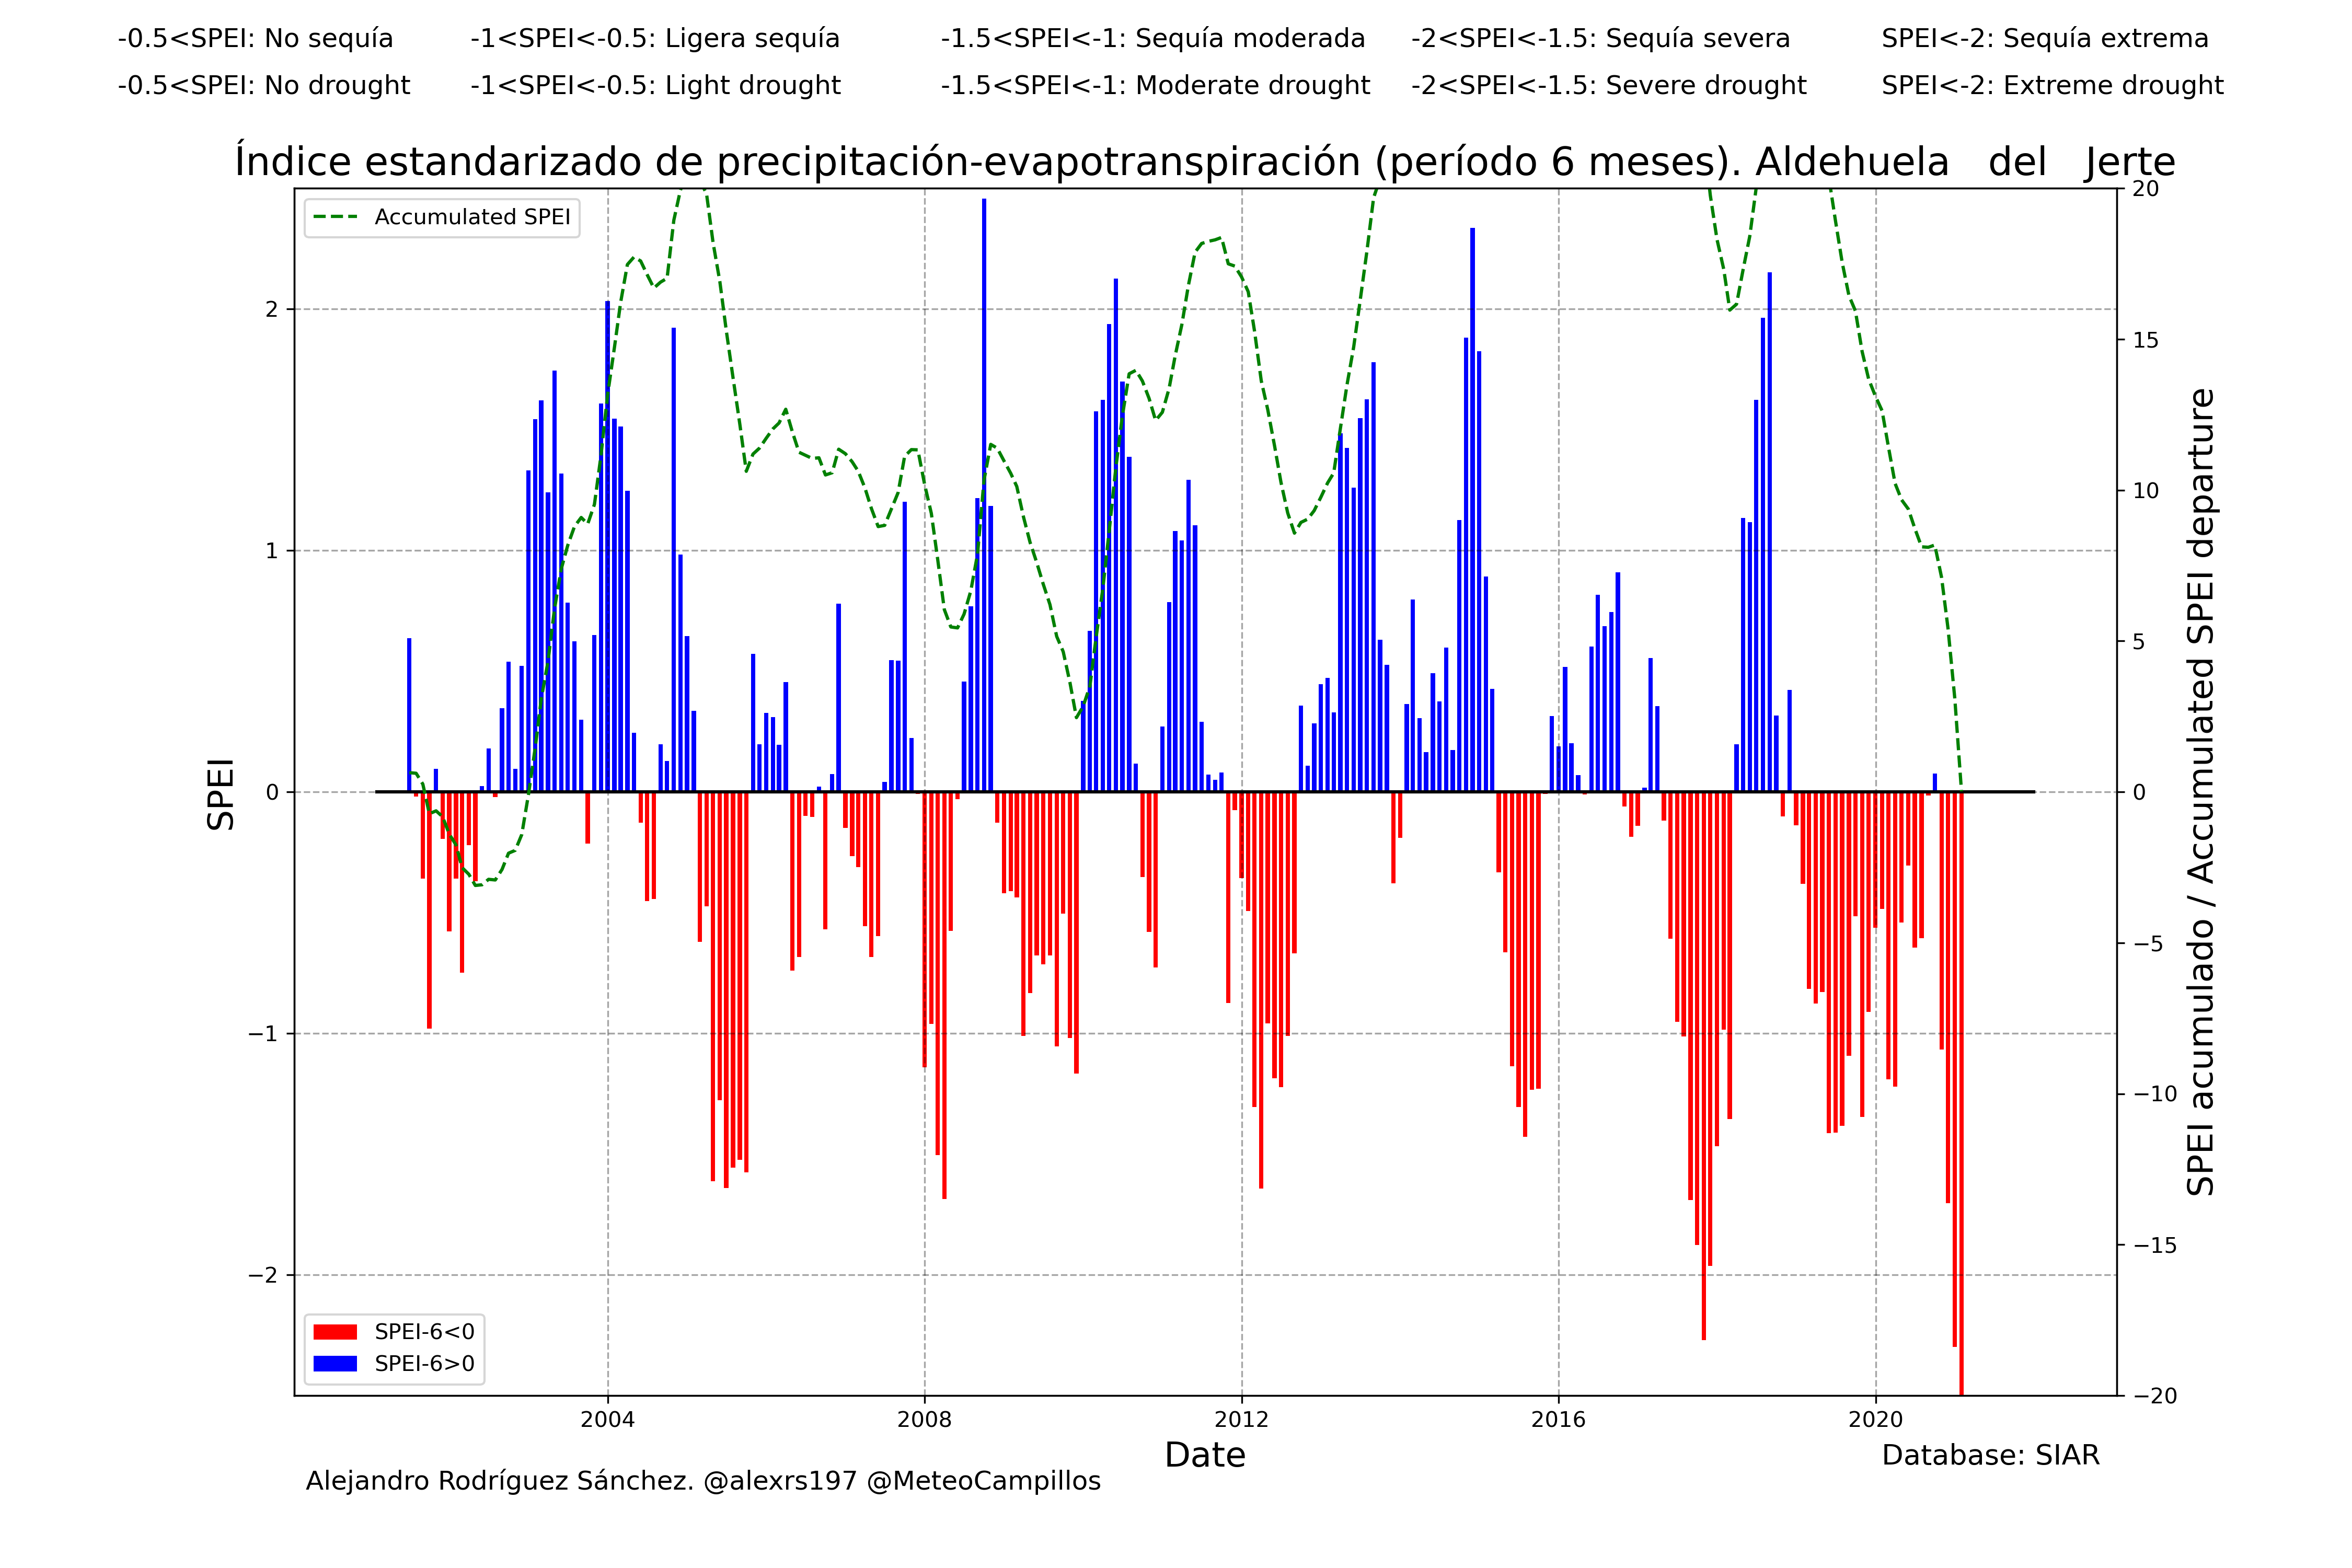 -0.5<SPEI: No sequía -1<SPEI<-0.5: Ligera sequía -1.5<SPEI<-1: Sequía moderada -2<SPEI<-1.5: Sequía severa SPEI<-2: Sequía extrema
-0.5<SPEI: No drought -1<SPEI<-0.5: Light drought -1.5<SPEI<-1: Moderate drought -2<SPEI<-1.5: Severe drought SPEI<-2: Extreme drought
Índice estandarizado de precipitación-evapotranspiración (período 6 meses). Aldehuela del Jerte
Accumulated SPEI
2
1
0
−1
−2
SPEI
20
15
10
5
0
−5
−10
−15
−20
SPEI acumulado / Accumulated SPEI departure
SPEI-6<0
SPEI-6>0
2004 2008 2012 2016 2020
Date
Database: SIAR
Alejandro Rodríguez Sánchez. @alexrs197 @MeteoCampillos